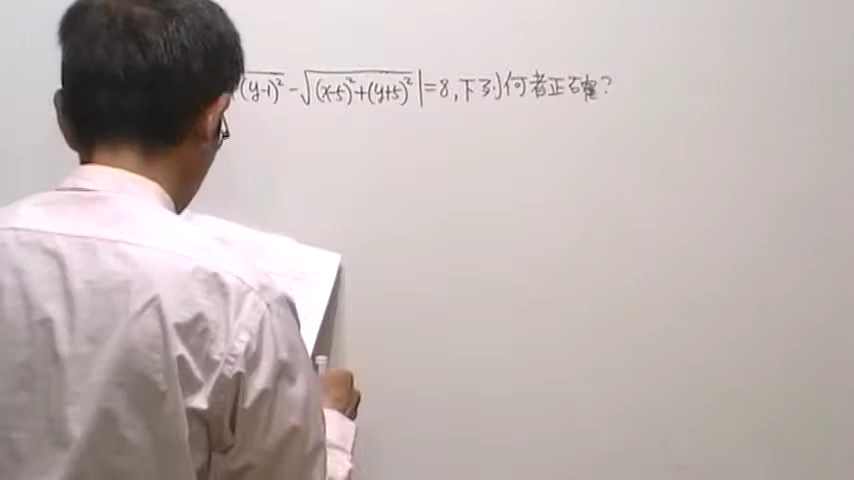 (y-1)² - √(x-5)²+(y+5)² | = 8, 下列何者正確?